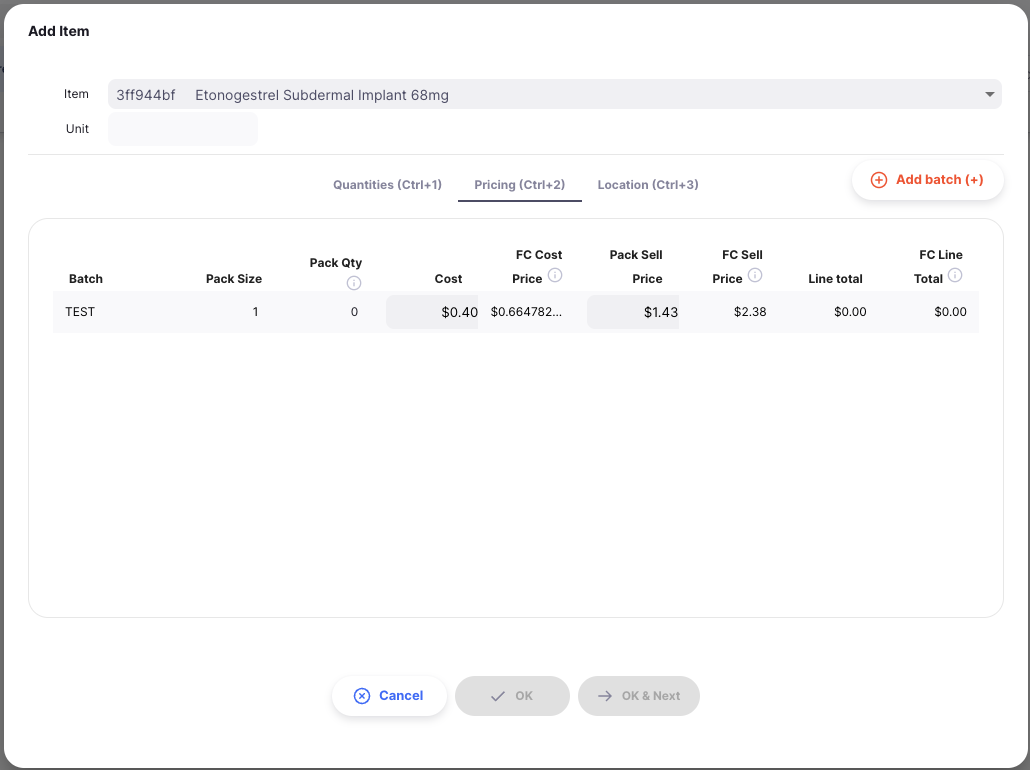 Add Item
Item 3ff944bf Etonogestrel Subdermal Implant 68mg
Unit
Quantities (Ctrl+1) Pricing (Ctrl+2) Location (Ctrl+3) Add batch (+)
Batch Pack Size Pack Qty Cost FC Cost Price Pack Sell Price FC Sell Price Line total FC Line Total
TEST 1 0 $0.40 $0.664782... $1.43 $2.38 $0.00 $0.00
Cancel OK OK & Next